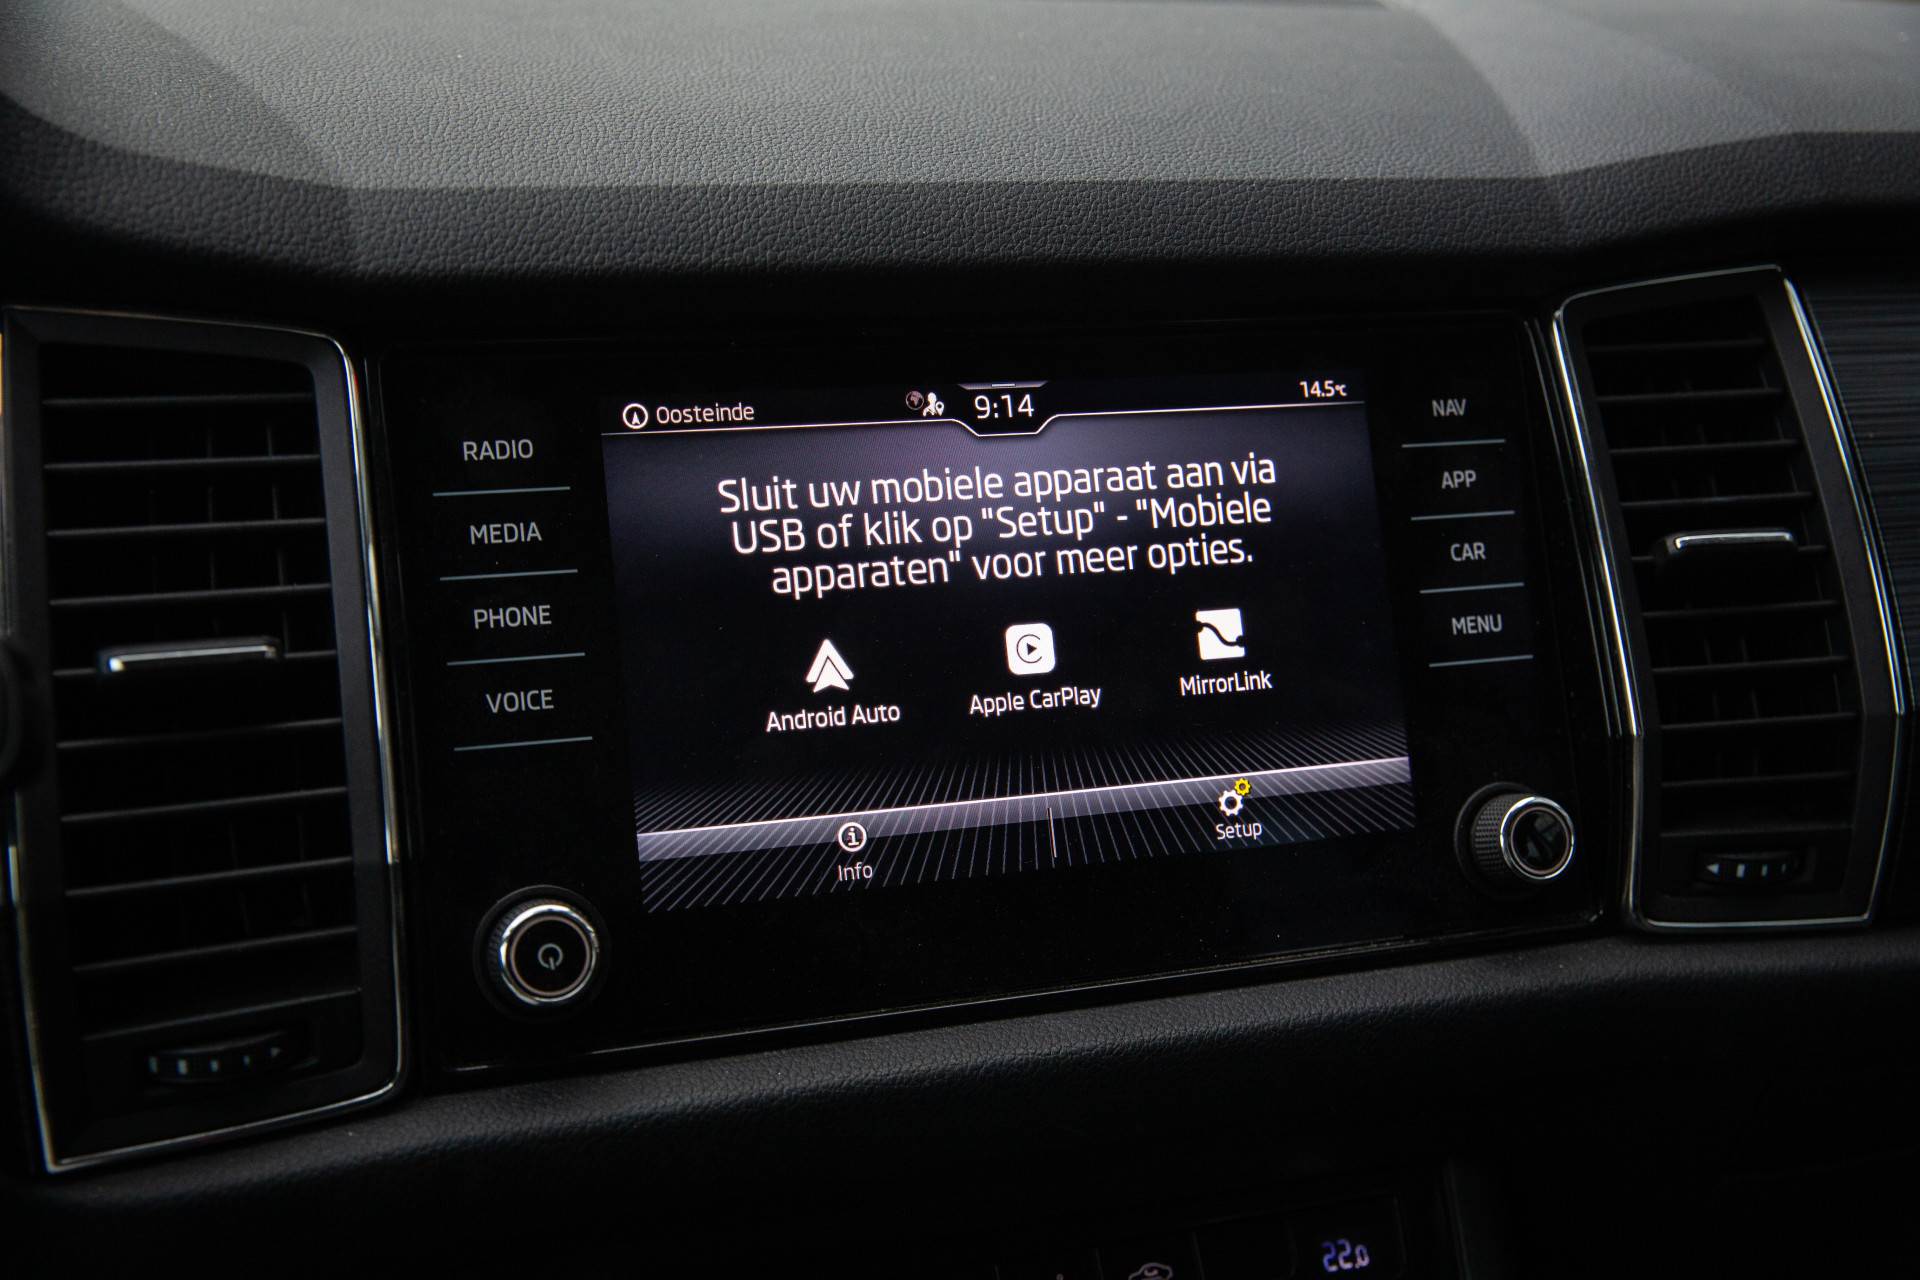 Oosteinde
9:14
14.5°C
RADIO
MEDIA
PHONE
VOICE
Sluit uw mobiele apparaat aan via
USB of klik op "Setup" - "Mobiele
apparaten" voor meer opties.
Android Auto
Apple CarPlay
MirrorLink
Info
Setup
NAV
APP
CAR
MENU
22.0